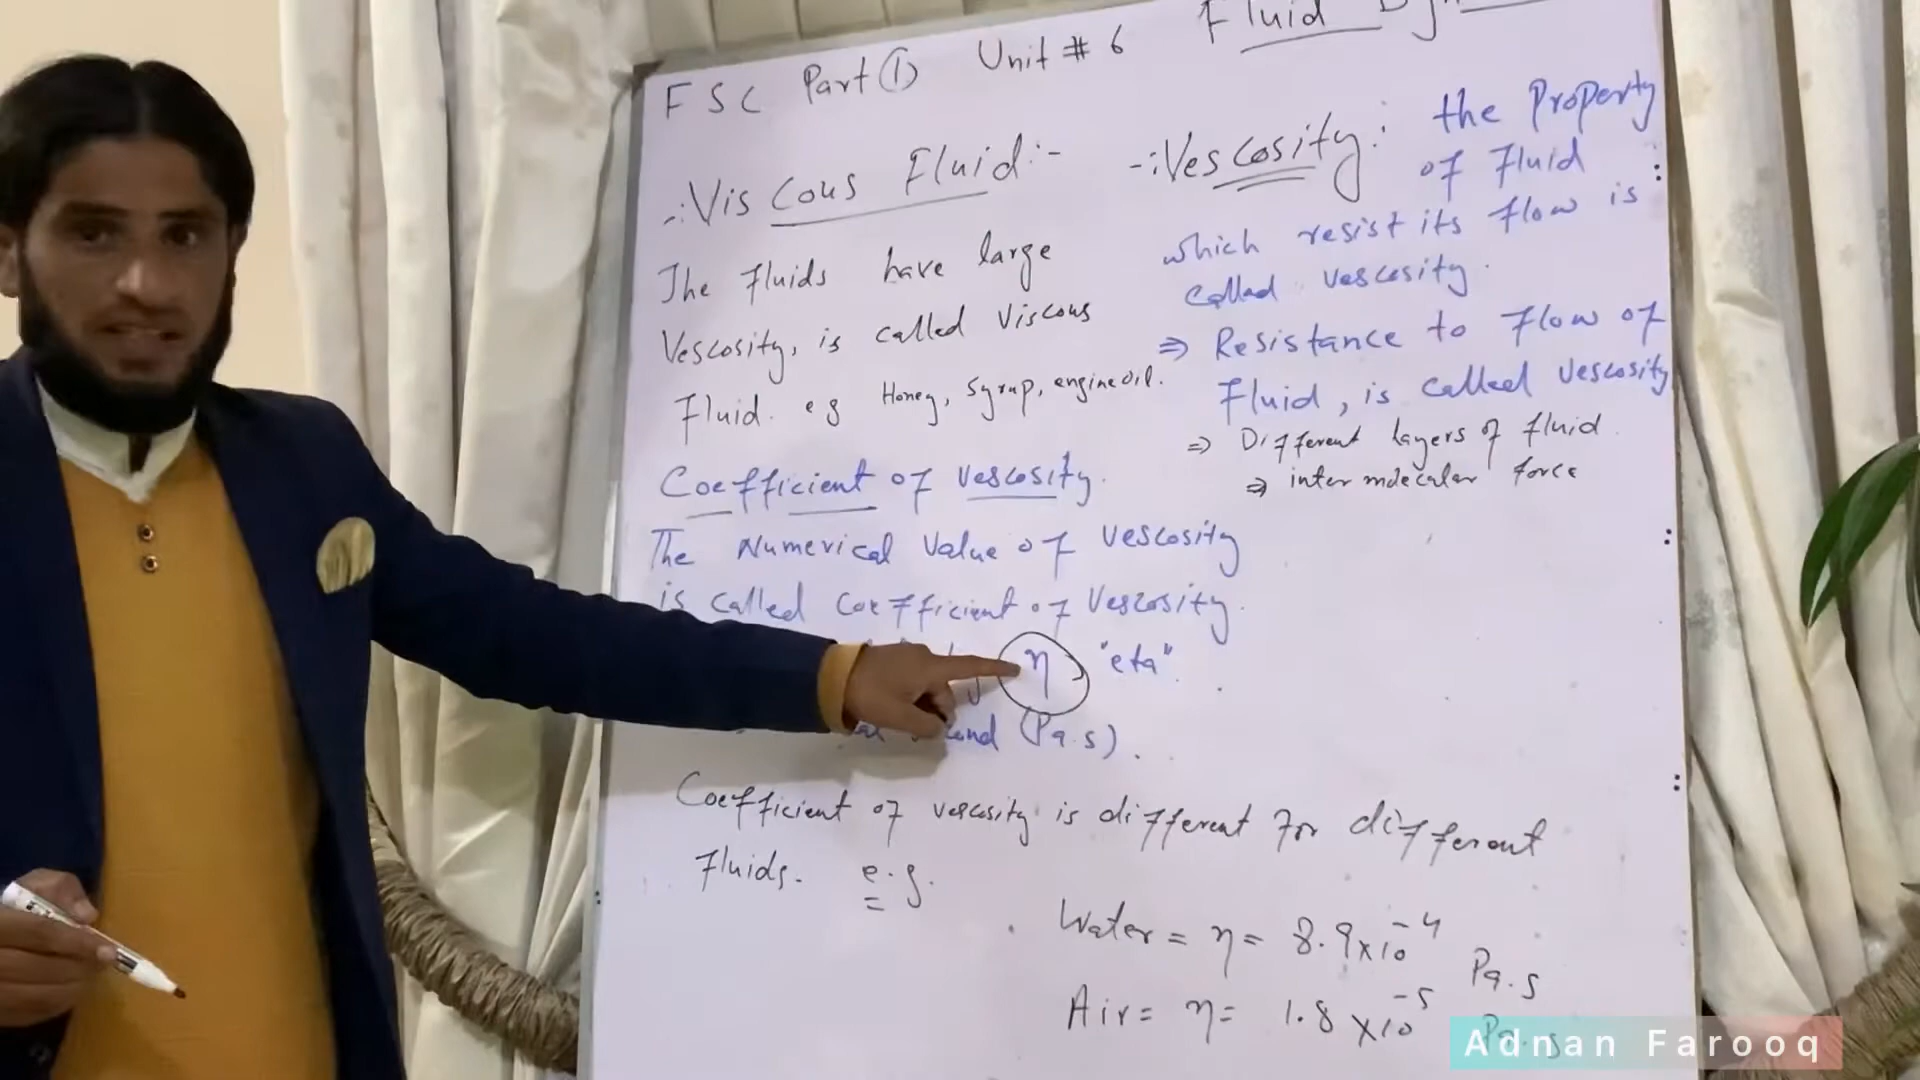 FSC Part (1) Unit # 6 Fluid
-:Viscous Fluid:-
The Fluids have large
Vescosity, is called Viscous
Fluid. eg Honey, Syrup, engine oil.
-:Vescosity: the Property
of Fluid
which resist its flow is
called vescosity.
⇒ Resistance to Flow of
Fluid, is called vescosity
⇒ Different layers of fluid.
⇒ inter molecular force
Coefficient of vescosity.
The Numerical Value of vescosity
is called Coefficient of Vescosity.
η "eta".
(Pa.s).
Coefficient of vescosity is different for different
Fluids. e.g.
Water = η = 8.9x10⁻⁴ Pa.s
Air = η = 1.8 x10⁻⁵ Pa.s
Adnan Farooq